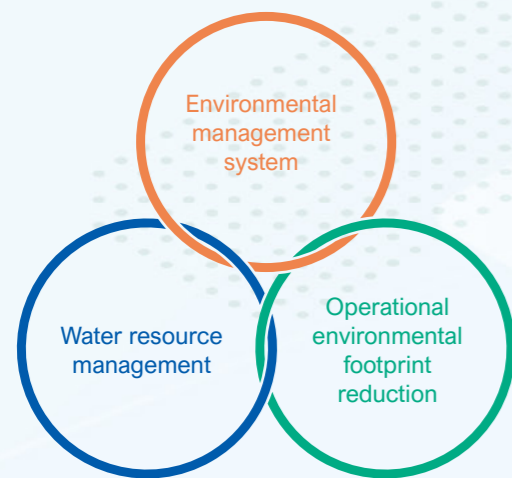 Environmental
management
system
Water resource
management
Operational
environmental
footprint
reduction